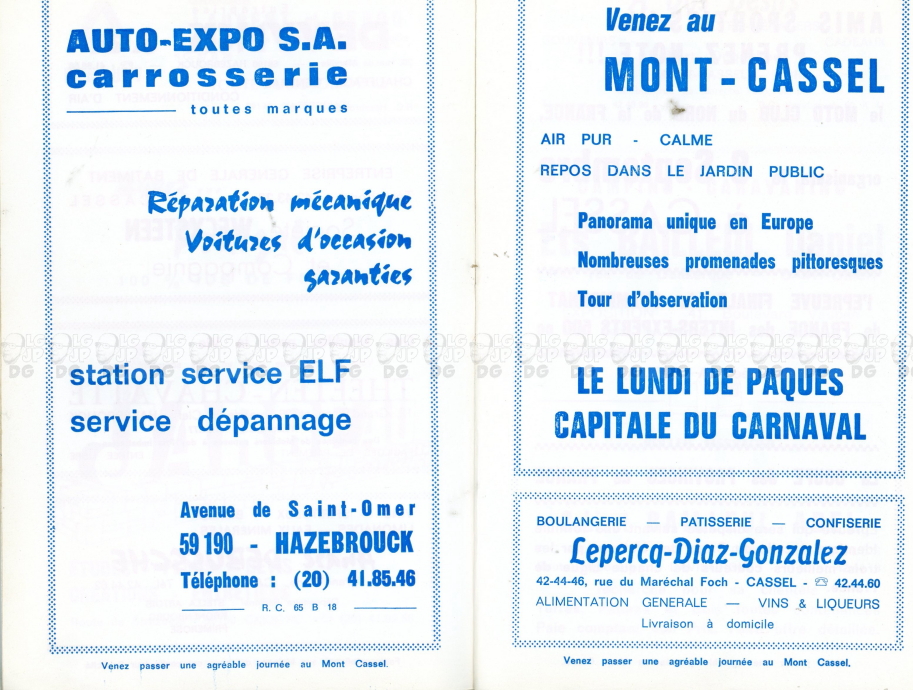 AUTO-EXPO S.A.
carrosserie
toutes marques
Réparation mécanique
Voitures d'occasion
garanties
station service ELF
service dépannage
Avenue de Saint-Omer
59190 - HAZEBROUCK
Téléphone : (20) 41.85.46
R. C. 65 B 18
Venez passer une agréable journée au Mont Cassel.
Venez au
MONT-CASSEL
AIR PUR - CALME
REPOS DANS LE JARDIN PUBLIC
Panorama unique en Europe
Nombreuses promenades pittoresques
Tour d'observation
LE LUNDI DE PAQUES
CAPITALE DU CARNAVAL
BOULANGERIE — PATISSERIE — CONFISERIE
Lepercq-Diaz-Gonzalez
42-44-46, rue du Maréchal Foch - CASSEL - ☏ 42.44.60
ALIMENTATION GENERALE — VINS & LIQUEURS
Livraison à domicile
Venez passer une agréable journée au Mont Cassel.